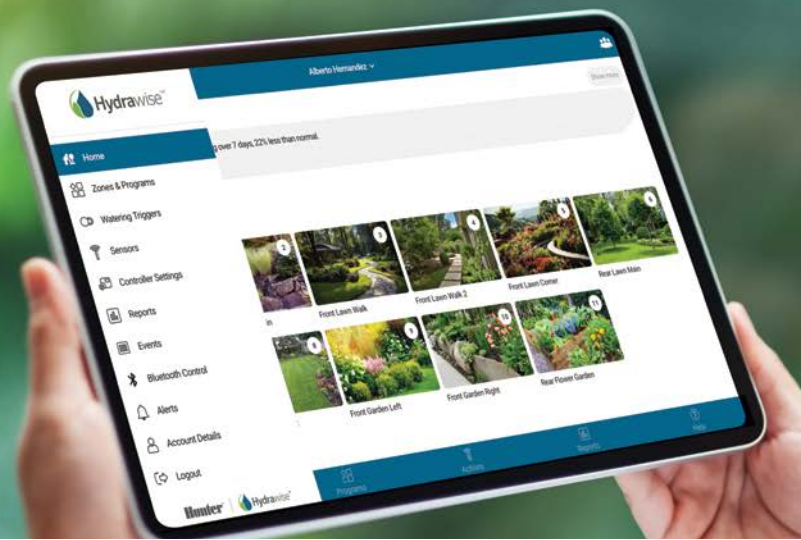 Hydrawise™
Alberto Hernandez
Show more
Home
g over 7 days, 22% less than normal.
Zones & Programs
Watering Triggers
Sensors
Controller Settings
Reports
Events
Bluetooth Control
Alerts
Account Details
Logout
2
3
4
5
6
in
Front Lawn Walk
Front Lawn Walk 2
Front Lawn Corner
Rear Lawn Main
9
10
11
Front Garden Left
Front Garden Right
Rear Flower Garden
Programs
Actions
Reports
Help
Hunter®
Hydrawise™